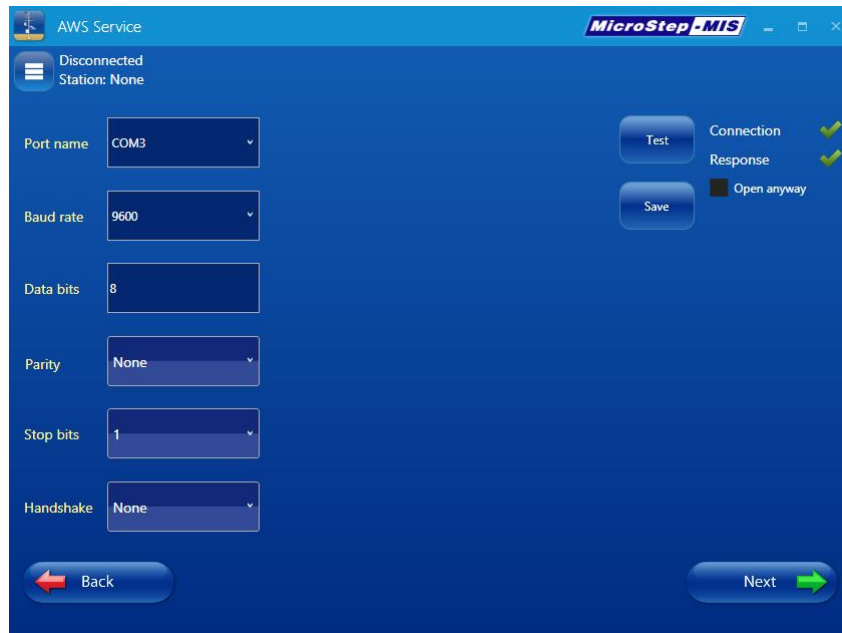 AWS Service
MicroStep-MIS
Disconnected
Station: None
Port name COM3
Baud rate 9600
Data bits 8
Parity None
Stop bits 1
Handshake None
Test
Connection
Response
Open anyway
Save
Back
Next